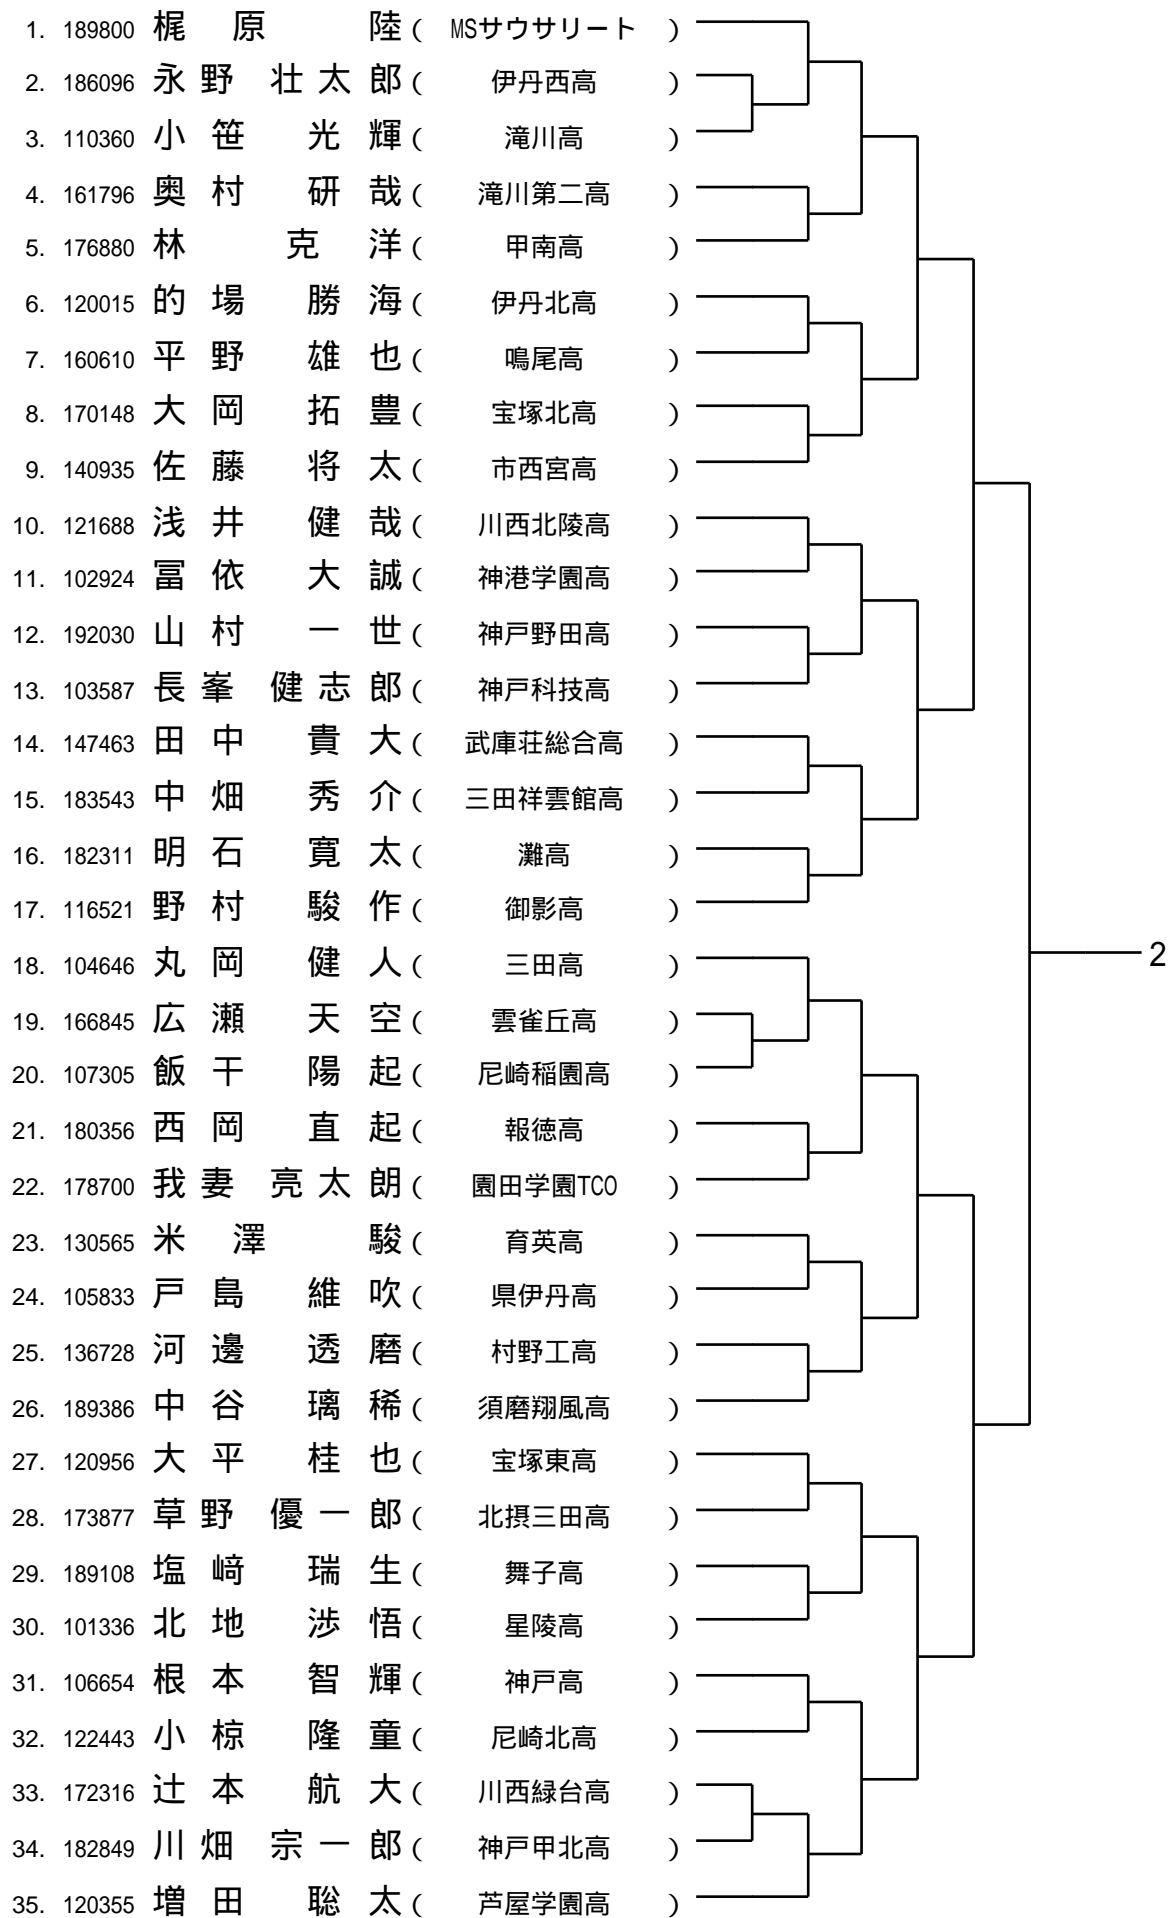 1. 189800 梶原 陸 ( MSサウサリート )
2. 186096 永野 壮太郎 ( 伊丹西高 )
3. 110360 小笹 光輝 ( 滝川高 )
4. 161796 奥村 研哉 ( 滝川第二高 )
5. 176880 林 克洋 ( 甲南高 )
6. 120015 的場 勝海 ( 伊丹北高 )
7. 160610 平野 雄也 ( 鳴尾高 )
8. 170148 大岡 拓豊 ( 宝塚北高 )
9. 140935 佐藤 将太 ( 市西宮高 )
10. 121688 浅井 健哉 ( 川西北陵高 )
11. 102924 冨依 大誠 ( 神港学園高 )
12. 192030 山村 一世 ( 神戸野田高 )
13. 103587 長峯 健志郎 ( 神戸科技高 )
14. 147463 田中 貴大 ( 武庫荘総合高 )
15. 183543 中畑 秀介 ( 三田祥雲館高 )
16. 182311 明石 寛太 ( 灘高 )
17. 116521 野村 駿作 ( 御影高 )
18. 104646 丸岡 健人 ( 三田高 )
2
19. 166845 広瀬 天空 ( 雲雀丘高 )
20. 107305 飯干 陽起 ( 尼崎稲園高 )
21. 180356 西岡 直起 ( 報徳高 )
22. 178700 我妻 亮太朗 ( 園田学園TCO )
23. 130565 米澤 駿 ( 育英高 )
24. 105833 戸島 維吹 ( 県伊丹高 )
25. 136728 河邊 透磨 ( 村野工高 )
26. 189386 中谷 璃稀 ( 須磨翔風高 )
27. 120956 大平 桂也 ( 宝塚東高 )
28. 173877 草野 優一郎 ( 北摂三田高 )
29. 189108 塩﨑 瑞生 ( 舞子高 )
30. 101336 北地 渉悟 ( 星陵高 )
31. 106654 根本 智輝 ( 神戸高 )
32. 122443 小椋 隆童 ( 尼崎北高 )
33. 172316 辻本 航大 ( 川西緑台高 )
34. 182849 川畑 宗一郎 ( 神戸甲北高 )
35. 120355 増田 聡太 ( 芦屋学園高 )